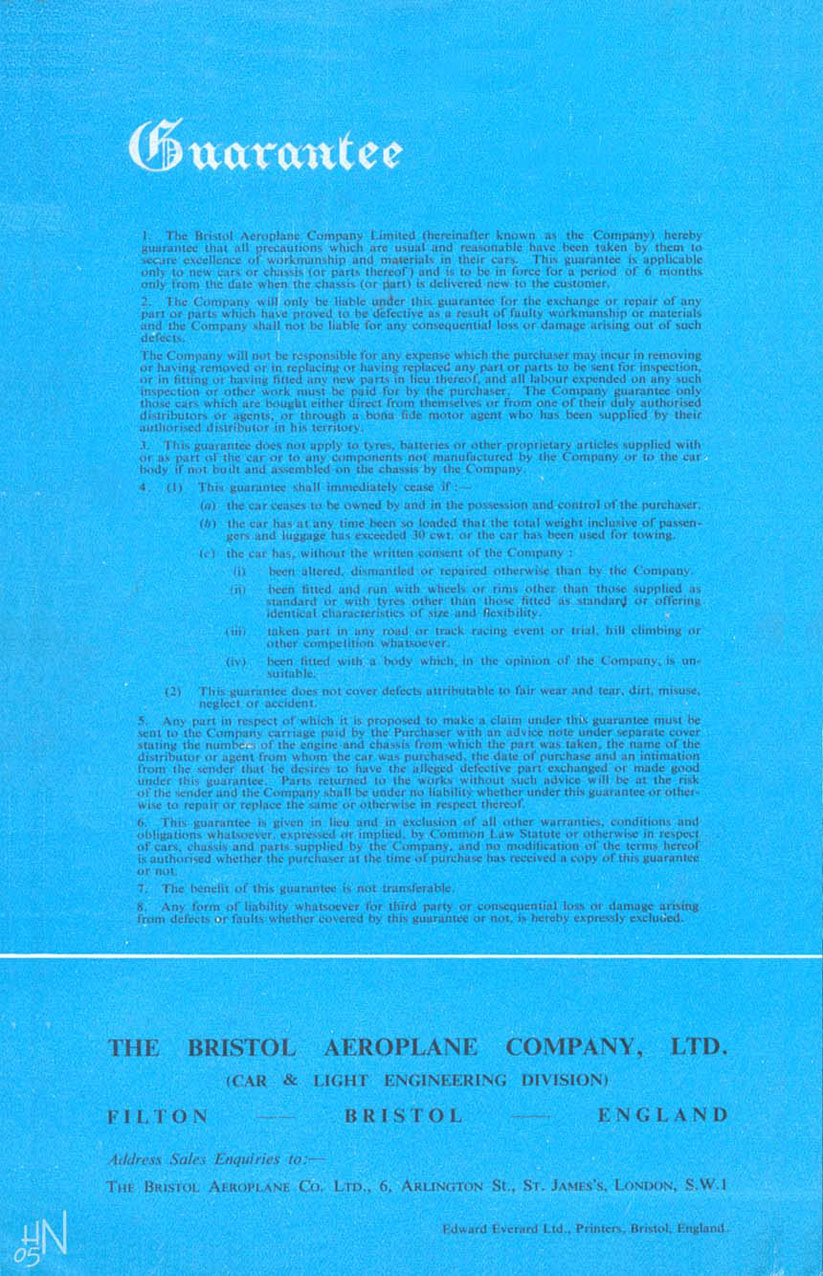 Guarantee
1. The Bristol Aeroplane Company Limited (hereinafter known as the Company) hereby
guarantee that all precautions which are usual and reasonable have been taken by them to
secure excellence of workmanship and materials in their cars. This guarantee is applicable
only to new cars or chassis (or parts thereof) and is to be in force for a period of 6 months
only from the date when the chassis (or part) is delivered new to the customer.
2. The Company will only be liable under this guarantee for the exchange or repair of any
part or parts which have proved to be defective as a result of faulty workmanship or materials
and the Company shall not be liable for any consequential loss or damage arising out of such
defects.
The Company will not be responsible for any expense which the purchaser may incur in removing
or having removed or in replacing or having replaced any part or parts to be sent for inspection,
or in fitting or having fitted any new parts in lieu thereof, and all labour expended on any such
inspection or other work must be paid for by the purchaser. The Company guarantee only
those cars which are bought either direct from themselves or from one of their duly authorised
distributors or agents, or through a bona fide motor agent who has been supplied by their
authorised distributor in his territory.
3. This guarantee does not apply to tyres, batteries or other proprietary articles supplied with
or as part of the car or to any components not manufactured by the Company or to the car
body if not built and assembled on the chassis by the Company.
4. (1) This guarantee shall immediately cease if :—
(a) the car ceases to be owned by and in the possession and control of the purchaser.
(b) the car has at any time been so loaded that the total weight inclusive of passen-
gers and luggage has exceeded 30 cwt. or the car has been used for towing.
(c) the car has, without the written consent of the Company :
(i) been altered, dismantled or repaired otherwise than by the Company.
(ii) been fitted and run with wheels or rims other than those supplied as
standard or with tyres other than those fitted as standard or offering
identical characteristics of size and flexibility.
(iii) taken part in any road or track racing event or trial, hill climbing or
other competition whatsoever.
(iv) been fitted with a body which, in the opinion of the Company, is un-
suitable.
(2) This guarantee does not cover defects attributable to fair wear and tear, dirt, misuse,
neglect or accident.
5. Any part in respect of which it is proposed to make a claim under this guarantee must be
sent to the Company carriage paid by the Purchaser with an advice note under separate cover
stating the numbers of the engine and chassis from which the part was taken, the name of the
distributor or agent from whom the car was purchased, the date of purchase and an intimation
from the sender that he desires to have the alleged defective part exchanged or made good
under this guarantee. Parts returned to the works without such advice will be at the risk
of the sender and the Company shall be under no liability whether under this guarantee or other-
wise to repair or replace the same or otherwise in respect thereof.
6. This guarantee is given in lieu and in exclusion of all other warranties, conditions and
obligations whatsoever, expressed or implied, by Common Law Statute or otherwise in respect
of cars, chassis and parts supplied by the Company, and no modification of the terms hereof
is authorised whether the purchaser at the time of purchase has received a copy of this guarantee
or not.
7. The benefit of this guarantee is not transferable.
8. Any form of liability whatsoever for third party or consequential loss or damage arising
from defects or faults whether covered by this guarantee or not, is hereby expressly excluded.
THE BRISTOL AEROPLANE COMPANY, LTD.
(CAR & LIGHT ENGINEERING DIVISION)
FILTON — BRISTOL — ENGLAND
Address Sales Enquiries to:—
THE BRISTOL AEROPLANE CO. LTD., 6, ARLINGTON ST., ST. JAMES'S, LONDON, S.W.1
Edward Everard Ltd., Printers, Bristol, England.
HN
05